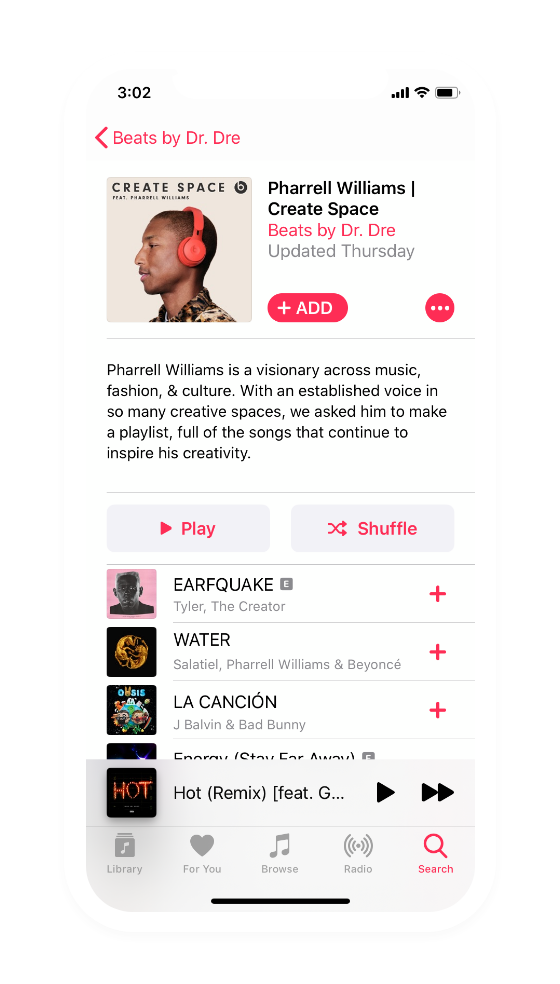 3:02
Beats by Dr. Dre
CREATE SPACE
FEAT. PHARRELL WILLIAMS
Pharrell Williams |
Create Space
Beats by Dr. Dre
Updated Thursday
+ ADD
Pharrell Williams is a visionary across music,
fashion, & culture. With an established voice in
so many creative spaces, we asked him to make
a playlist, full of the songs that continue to
inspire his creativity.
Play
Shuffle
EARFQUAKE E
Tyler, The Creator
WATER
Salatiel, Pharrell Williams & Beyoncé
OASIS
LA CANCIÓN
J Balvin & Bad Bunny
Energy (Stay Far Away) E
HOT
Hot (Remix) [feat. G...
Library
For You
Browse
Radio
Search